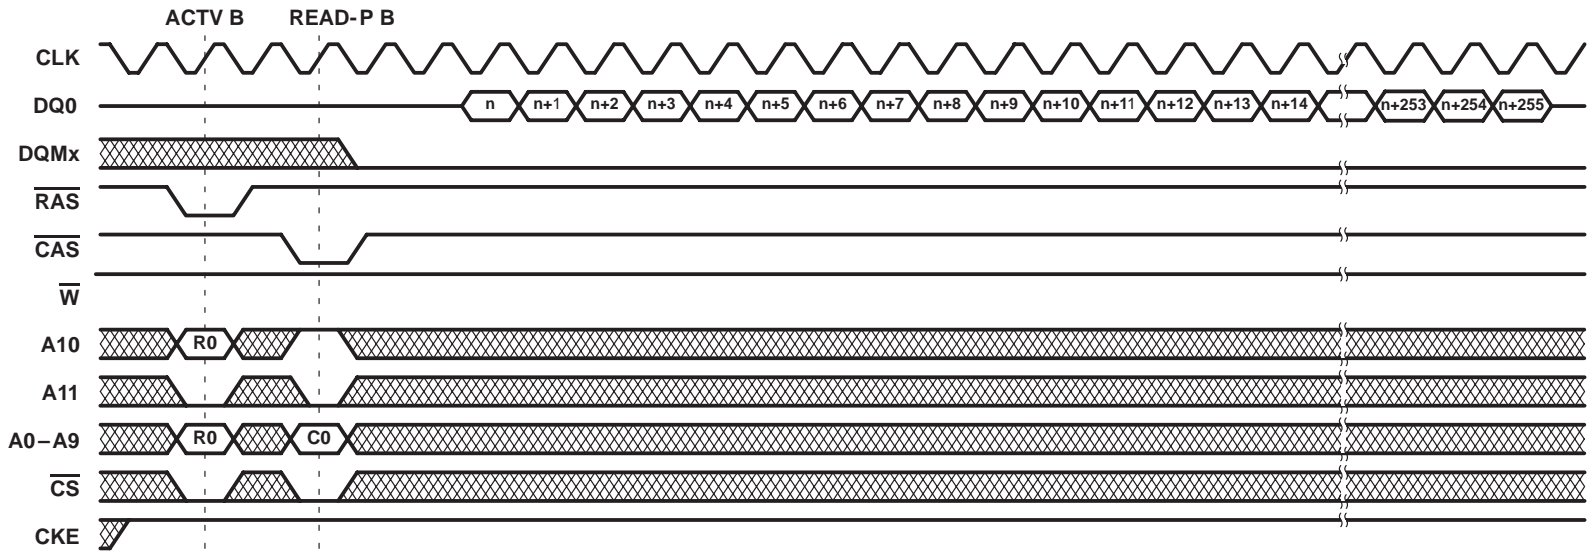 ACTV B READ-P B
CLK
DQ0 n n+1 n+2 n+3 n+4 n+5 n+6 n+7 n+8 n+9 n+10 n+11 n+12 n+13 n+14 n+253 n+254 n+255
DQMx
RAS
CAS
W
A10 R0
A11
A0–A9 R0 C0
CS
CKE